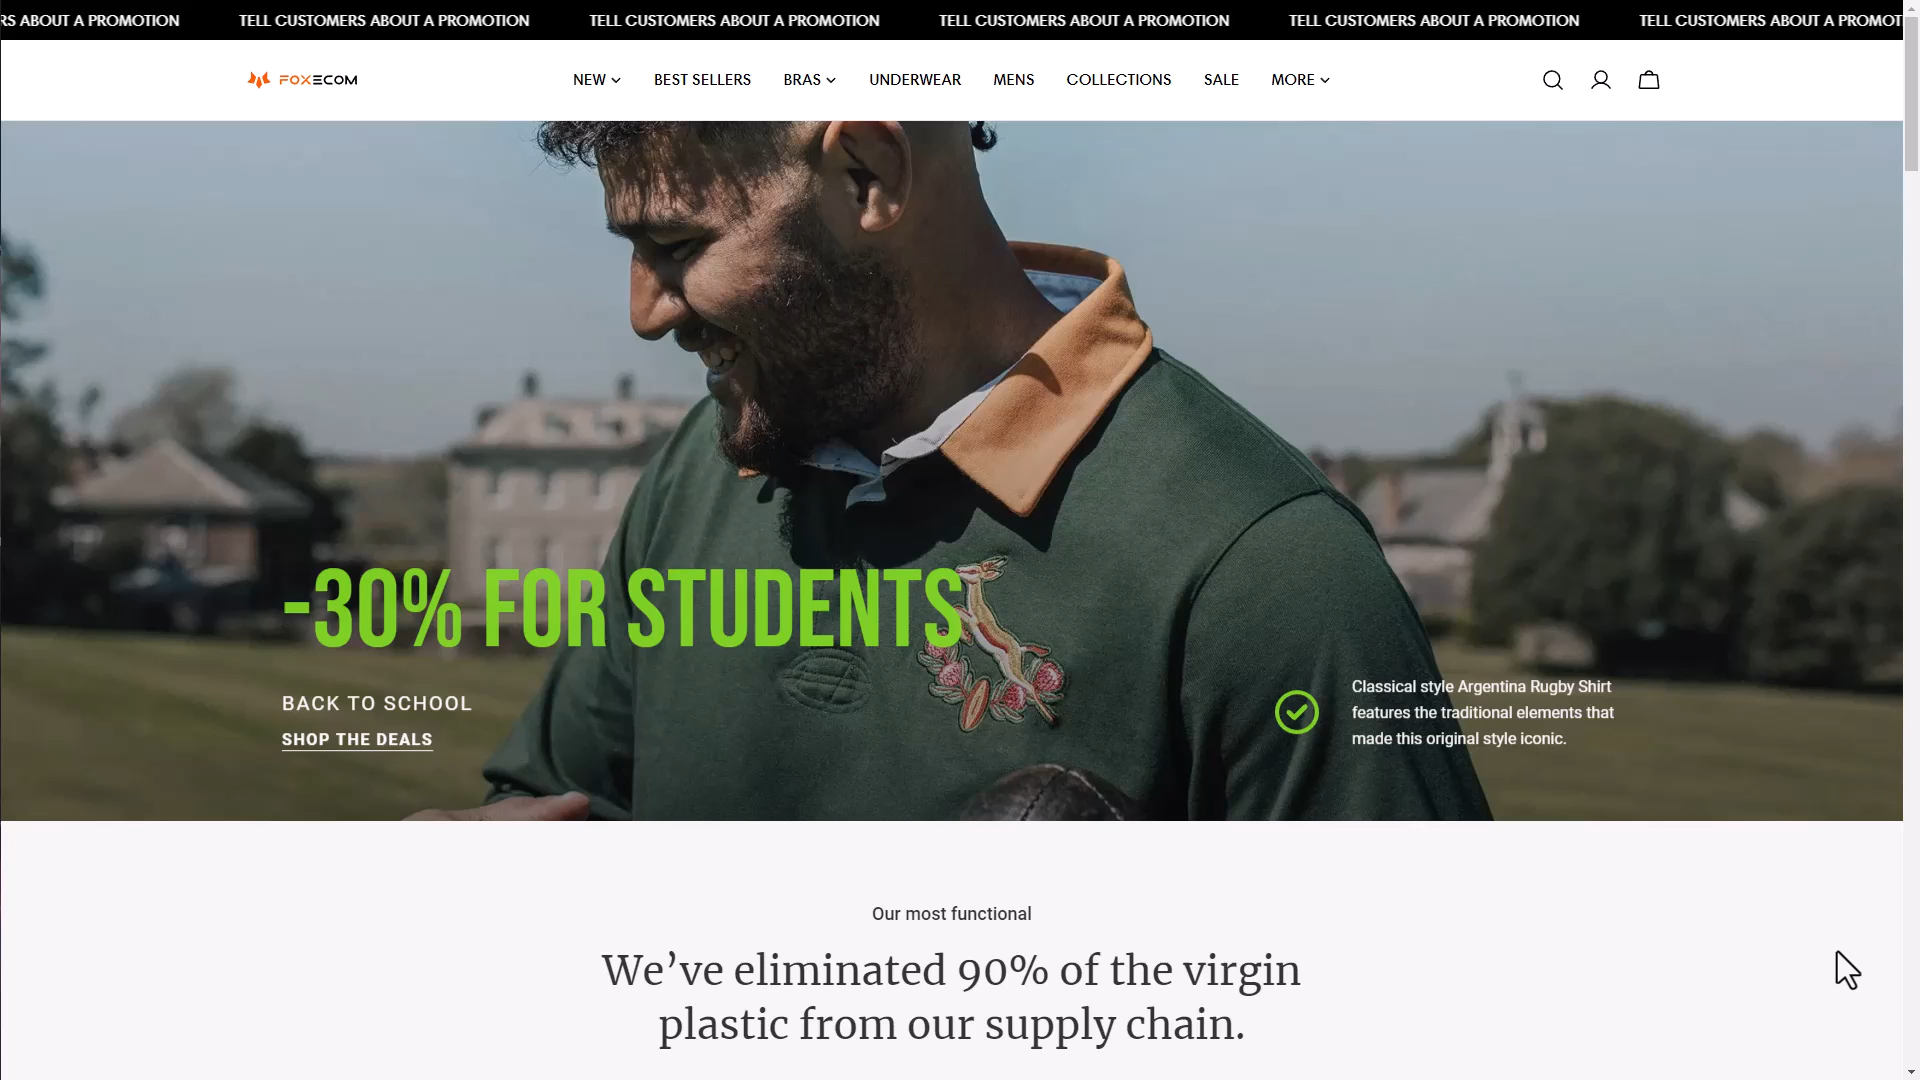 RS ABOUT A PROMOTION TELL CUSTOMERS ABOUT A PROMOTION TELL CUSTOMERS ABOUT A PROMOTION TELL CUSTOMERS ABOUT A PROMOTION TELL CUSTOMERS ABOUT A PROMOTION TELL CUSTOMERS ABOUT A PROMOT
FOXECOM NEW BEST SELLERS BRAS UNDERWEAR MENS COLLECTIONS SALE MORE
-30% FOR STUDENTS
BACK TO SCHOOL
SHOP THE DEALS
Classical style Argentina Rugby Shirt
features the traditional elements that
made this original style iconic.
Our most functional
We’ve eliminated 90% of the virgin
plastic from our supply chain.